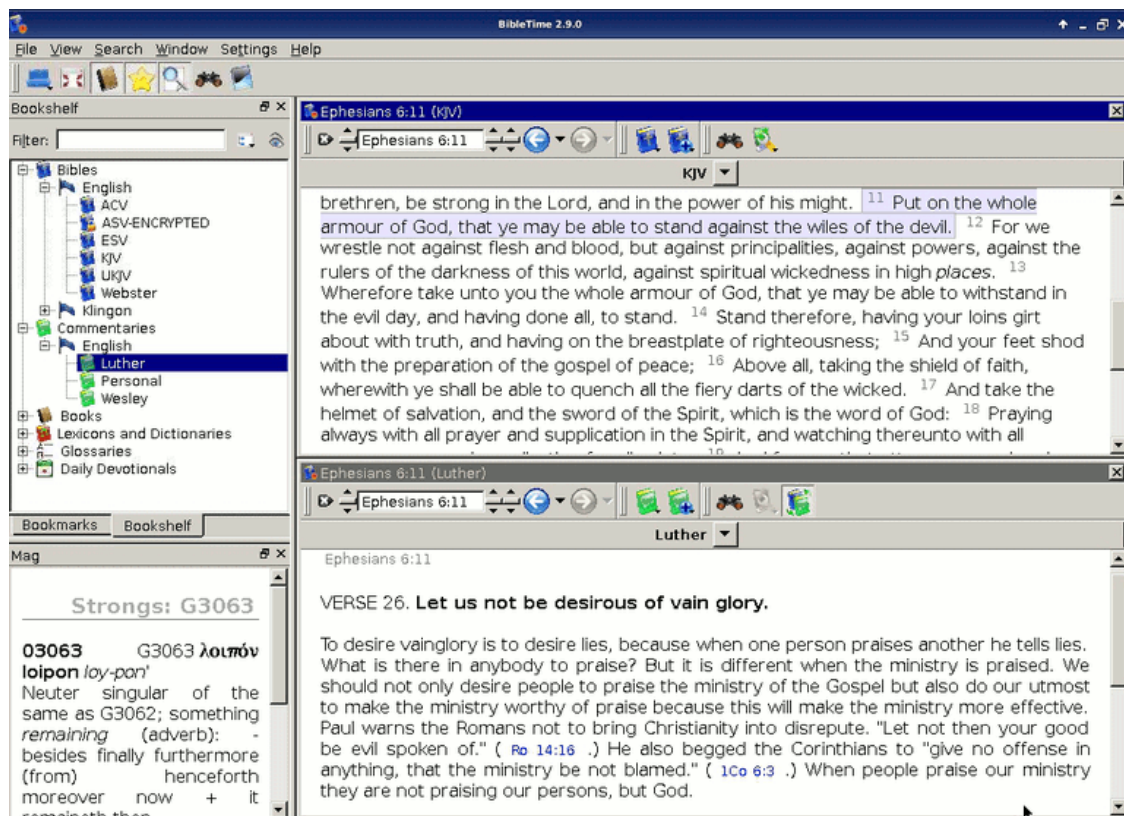 BibleTime 2.9.0
File View Search Window Settings Help
Bookshelf
Filter:
Bibles
English
ACV
ASV-ENCRYPTED
ESV
KJV
UKJV
Webster
Klingon
Commentaries
English
Luther
Personal
Wesley
Books
Lexicons and Dictionaries
Glossaries
Daily Devotionals
Bookmarks Bookshelf
Mag
Strongs: G3063
03063 G3063 λοιπόν
loipon loy-pon'
Neuter singular of the
same as G3062; something
remaining (adverb): -
besides finally furthermore
(from) henceforth
moreover now + it
remaineth then
Ephesians 6:11 (KJV)
Ephesians 6:11
KJV
brethren, be strong in the Lord, and in the power of his might. 11 Put on the whole
armour of God, that ye may be able to stand against the wiles of the devil. 12 For we
wrestle not against flesh and blood, but against principalities, against powers, against the
rulers of the darkness of this world, against spiritual wickedness in high places. 13
Wherefore take unto you the whole armour of God, that ye may be able to withstand in
the evil day, and having done all, to stand. 14 Stand therefore, having your loins girt
about with truth, and having on the breastplate of righteousness; 15 And your feet shod
with the preparation of the gospel of peace; 16 Above all, taking the shield of faith,
wherewith ye shall be able to quench all the fiery darts of the wicked. 17 And take the
helmet of salvation, and the sword of the Spirit, which is the word of God: 18 Praying
always with all prayer and supplication in the Spirit, and watching thereunto with all
Ephesians 6:11 (Luther)
Ephesians 6:11
Luther
Ephesians 6:11
VERSE 26. Let us not be desirous of vain glory.
To desire vainglory is to desire lies, because when one person praises another he tells lies.
What is there in anybody to praise? But it is different when the ministry is praised. We
should not only desire people to praise the ministry of the Gospel but also do our utmost
to make the ministry worthy of praise because this will make the ministry more effective.
Paul warns the Romans not to bring Christianity into disrepute. "Let not then your good
be evil spoken of." ( Ro 14:16 .) He also begged the Corinthians to "give no offense in
anything, that the ministry be not blamed." ( 1Co 6:3 .) When people praise our ministry
they are not praising our persons, but God.